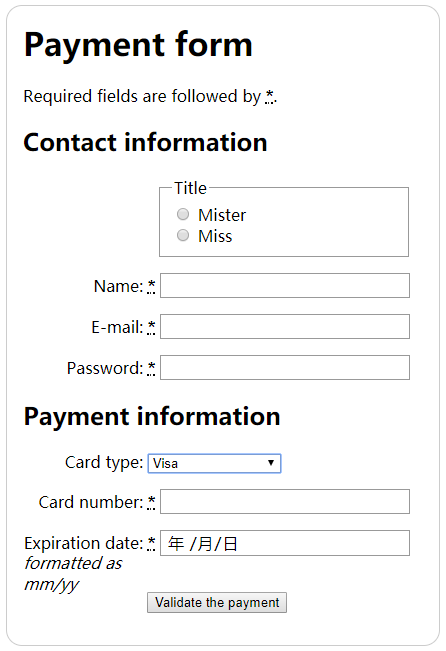 Payment form
Required fields are followed by *.
Contact information
Title
Mister
Miss
Name: *
E-mail: *
Password: *
Payment information
Card type: Visa
Card number: *
Expiration date: * 年 /月/日
formatted as
mm/yy
Validate the payment